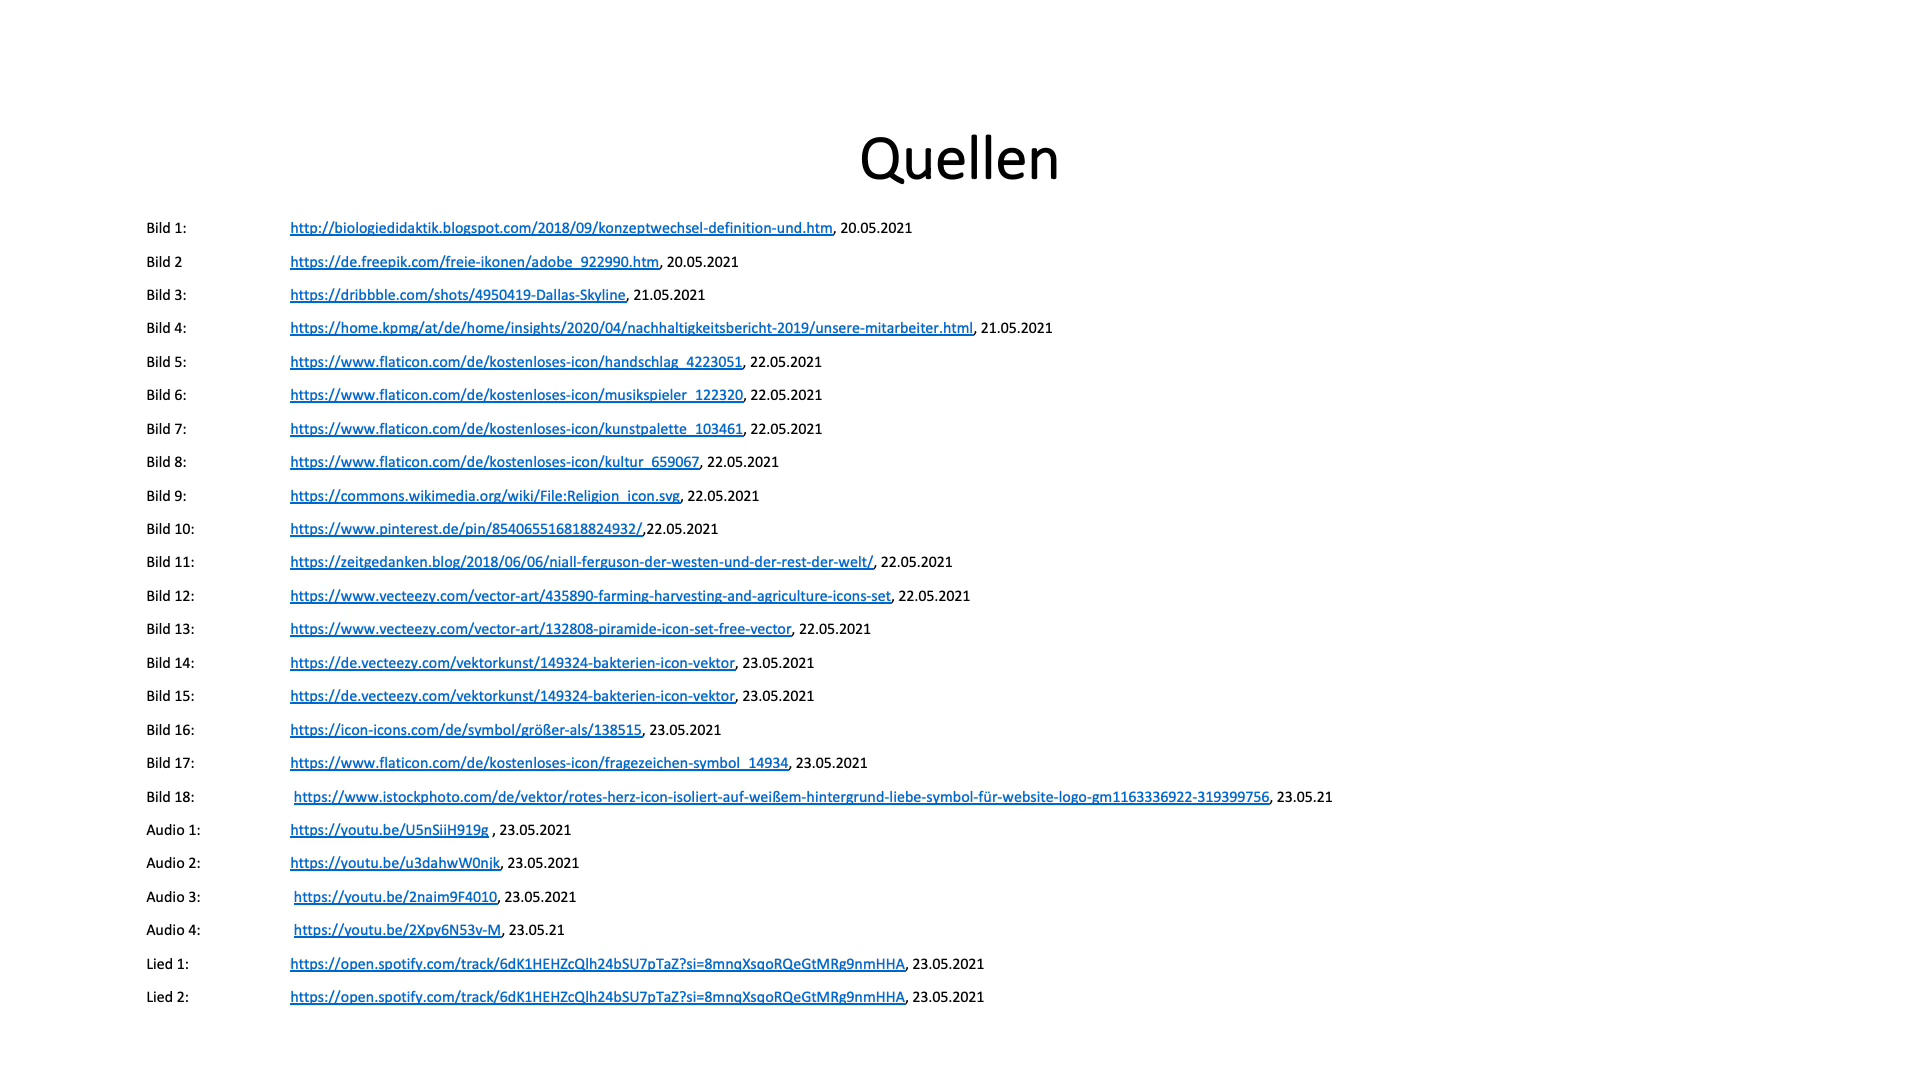 Quellen
Bild 1: http://biologiedidaktik.blogspot.com/2018/09/konzeptwechsel-definition-und.htm, 20.05.2021
Bild 2 https://de.freepik.com/freie-ikonen/adobe_922990.htm, 20.05.2021
Bild 3: https://dribbble.com/shots/4950419-Dallas-Skyline, 21.05.2021
Bild 4: https://home.kpmg/at/de/home/insights/2020/04/nachhaltigkeitsbericht-2019/unsere-mitarbeiter.html, 21.05.2021
Bild 5: https://www.flaticon.com/de/kostenloses-icon/handschlag_4223051, 22.05.2021
Bild 6: https://www.flaticon.com/de/kostenloses-icon/musikspieler_122320, 22.05.2021
Bild 7: https://www.flaticon.com/de/kostenloses-icon/kunstpalette_103461, 22.05.2021
Bild 8: https://www.flaticon.com/de/kostenloses-icon/kultur_659067, 22.05.2021
Bild 9: https://commons.wikimedia.org/wiki/File:Religion_icon.svg, 22.05.2021
Bild 10: https://www.pinterest.de/pin/854065516818824932/,22.05.2021
Bild 11: https://zeitgedanken.blog/2018/06/06/niall-ferguson-der-westen-und-der-rest-der-welt/, 22.05.2021
Bild 12: https://www.vecteezy.com/vector-art/435890-farming-harvesting-and-agriculture-icons-set, 22.05.2021
Bild 13: https://www.vecteezy.com/vector-art/132808-piramide-icon-set-free-vector, 22.05.2021
Bild 14: https://de.vecteezy.com/vektorkunst/149324-bakterien-icon-vektor, 23.05.2021
Bild 15: https://de.vecteezy.com/vektorkunst/149324-bakterien-icon-vektor, 23.05.2021
Bild 16: https://icon-icons.com/de/symbol/größer-als/138515, 23.05.2021
Bild 17: https://www.flaticon.com/de/kostenloses-icon/fragezeichen-symbol_14934, 23.05.2021
Bild 18: https://www.istockphoto.com/de/vektor/rotes-herz-icon-isoliert-auf-weißem-hintergrund-liebe-symbol-für-website-logo-gm1163336922-319399756, 23.05.21
Audio 1: https://youtu.be/U5nSiiH919g , 23.05.2021
Audio 2: https://youtu.be/u3dahwW0njk, 23.05.2021
Audio 3: https://youtu.be/2naim9F4010, 23.05.2021
Audio 4: https://youtu.be/2Xpy6N53v-M, 23.05.21
Lied 1: https://open.spotify.com/track/6dK1HEHZcQlh24bSU7pTaZ?si=8mnqXsqoRQeGtMRg9nmHHA, 23.05.2021
Lied 2: https://open.spotify.com/track/6dK1HEHZcQlh24bSU7pTaZ?si=8mnqXsqoRQeGtMRg9nmHHA, 23.05.2021